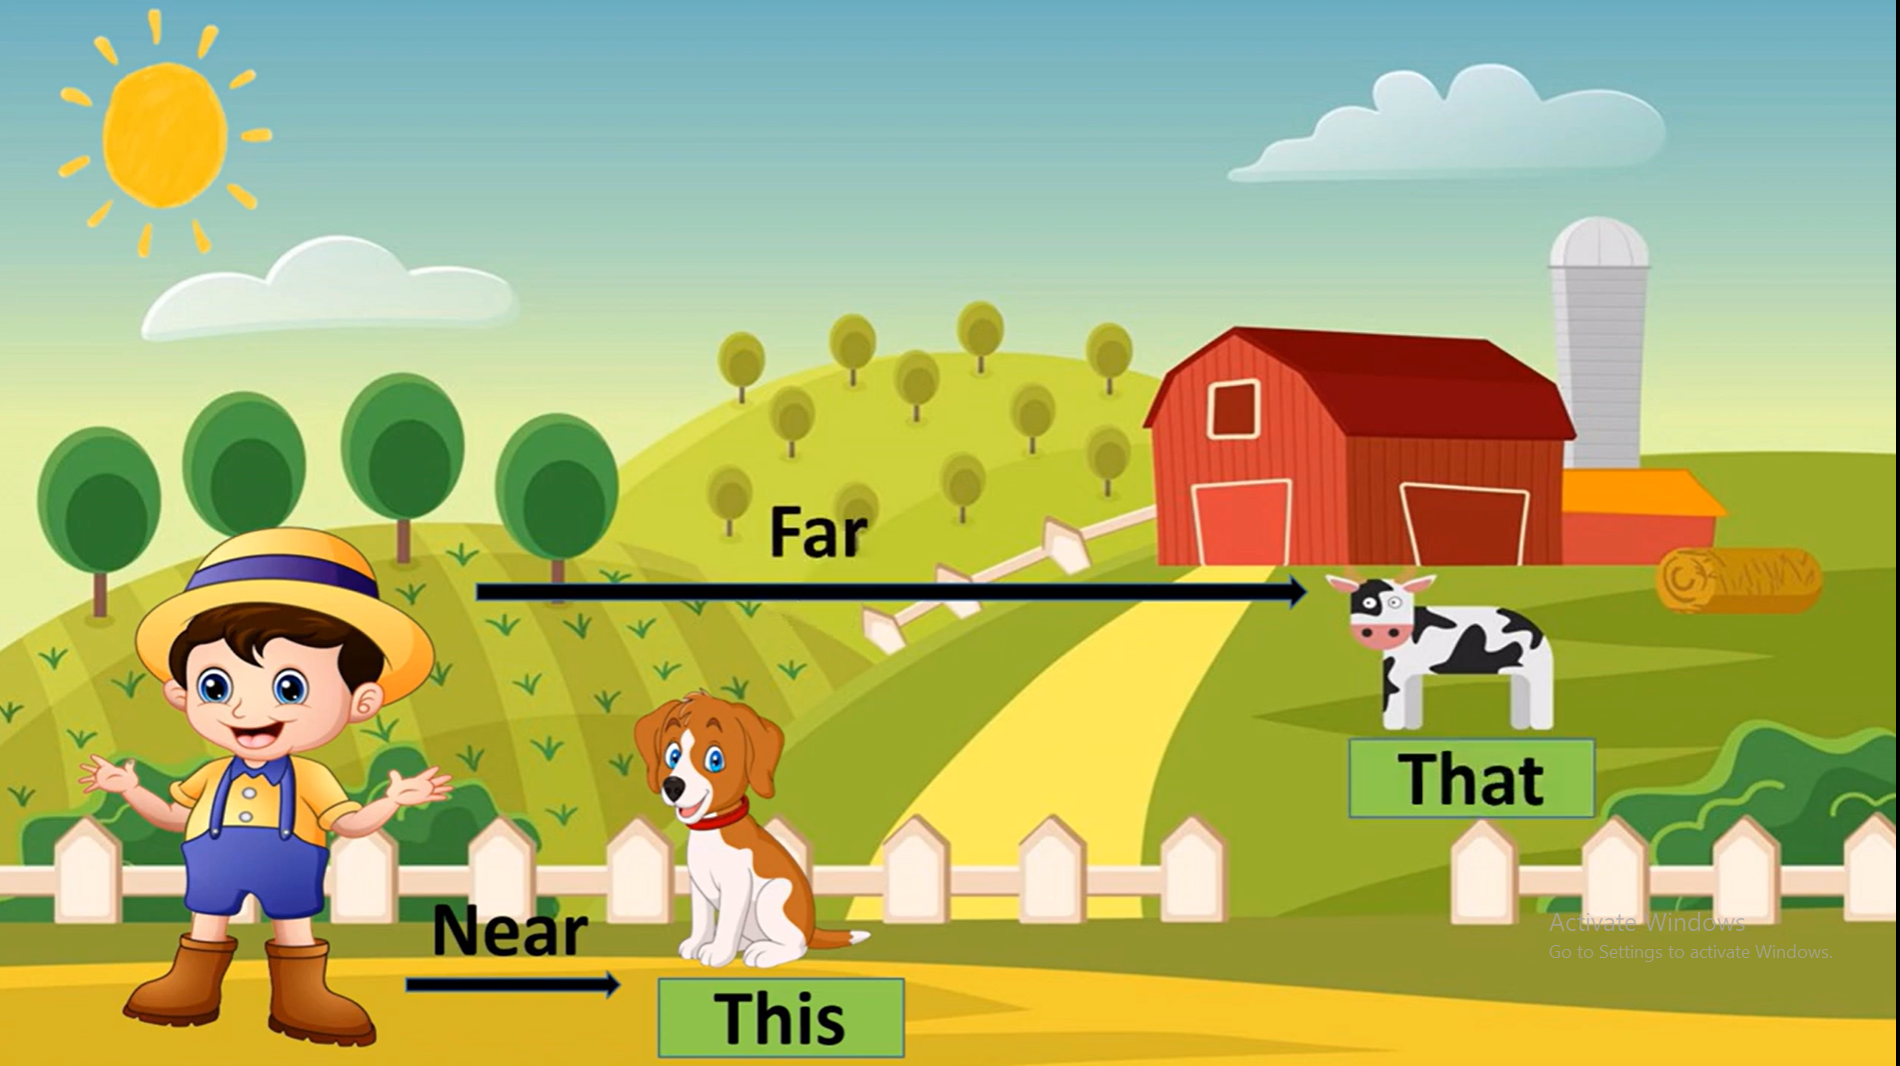 Far
That
Near
This
Activate Windows
Go to Settings to activate Windows.